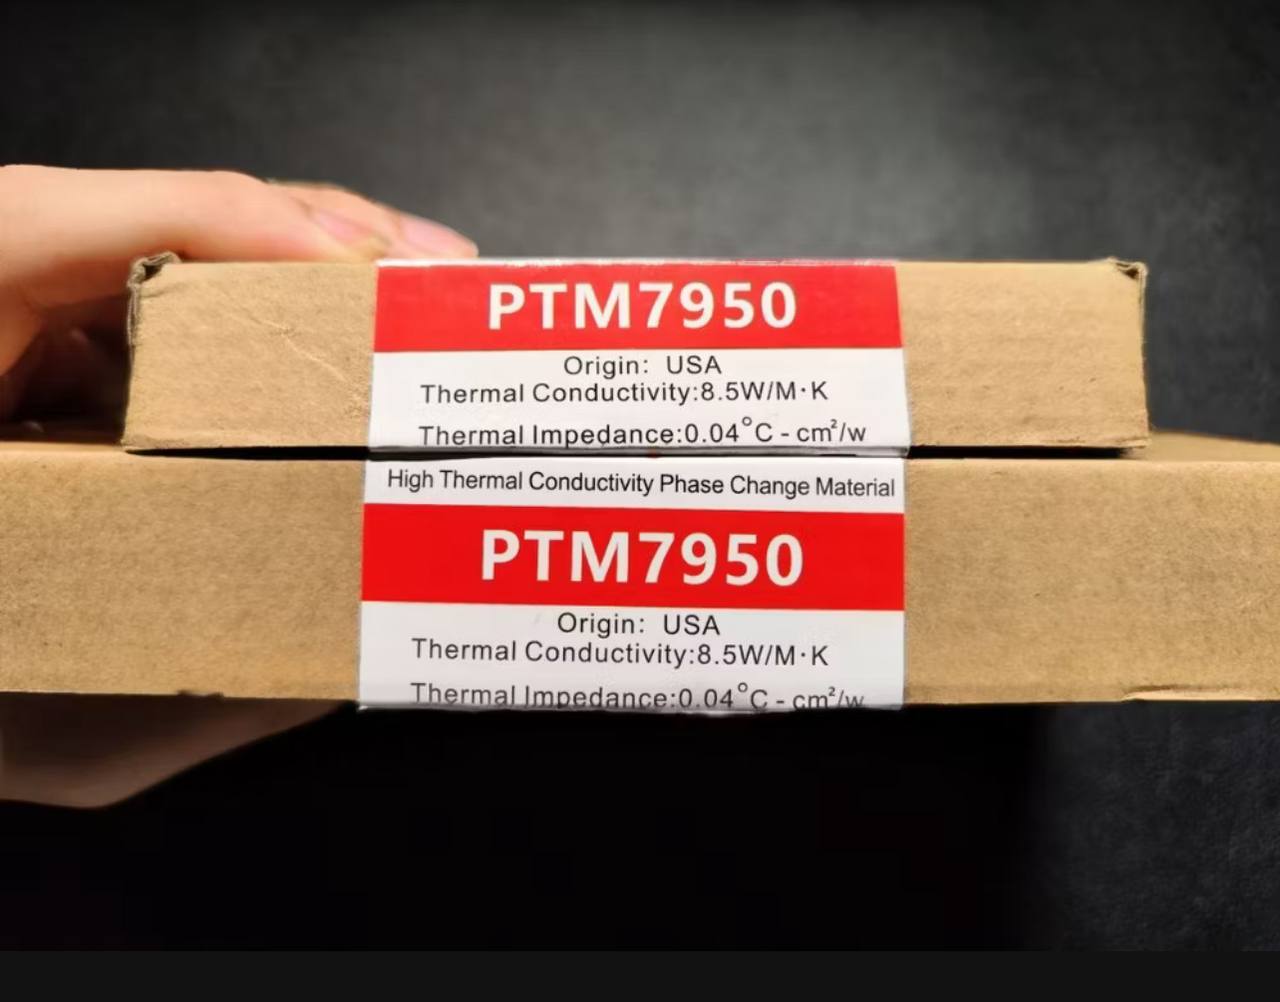 PTM7950
Origin: USA
Thermal Conductivity:8.5W/M·K
Thermal Impedance:0.04°C - cm²/w
High Thermal Conductivity Phase Change Material
PTM7950
Origin: USA
Thermal Conductivity:8.5W/M·K
Thermal Impedance:0.04°C - cm²/w